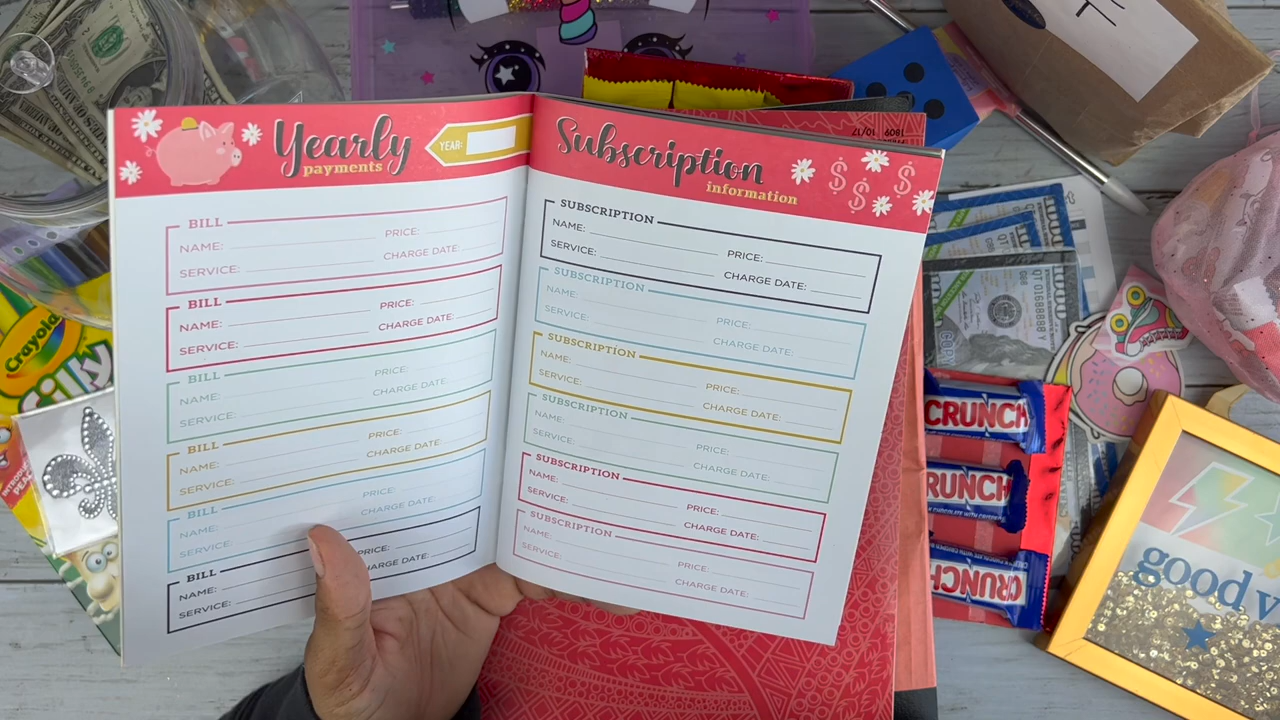 Yearly
payments
YEAR:
BILL
NAME: PRICE:
SERVICE: CHARGE DATE:
BILL
NAME: PRICE:
SERVICE: CHARGE DATE:
BILL
NAME: PRICE:
SERVICE: CHARGE DATE:
BILL
NAME: PRICE:
SERVICE: CHARGE DATE:
BILL
NAME: PRICE:
SERVICE: CHARGE DATE:
BILL
NAME: PRICE:
SERVICE: CHARGE DATE:
Subscription
information
SUBSCRIPTION
NAME: PRICE:
SERVICE: CHARGE DATE:
SUBSCRIPTION
NAME: PRICE:
SERVICE: CHARGE DATE:
SUBSCRIPTION
NAME: PRICE:
SERVICE: CHARGE DATE:
SUBSCRIPTION
NAME: PRICE:
SERVICE: CHARGE DATE:
SUBSCRIPTION
NAME: PRICE:
SERVICE: CHARGE DATE:
SUBSCRIPTION
NAME: PRICE:
SERVICE: CHARGE DATE:
Crayola
Silly
CRUNCH
CRUNCH
CRUNCH
good v